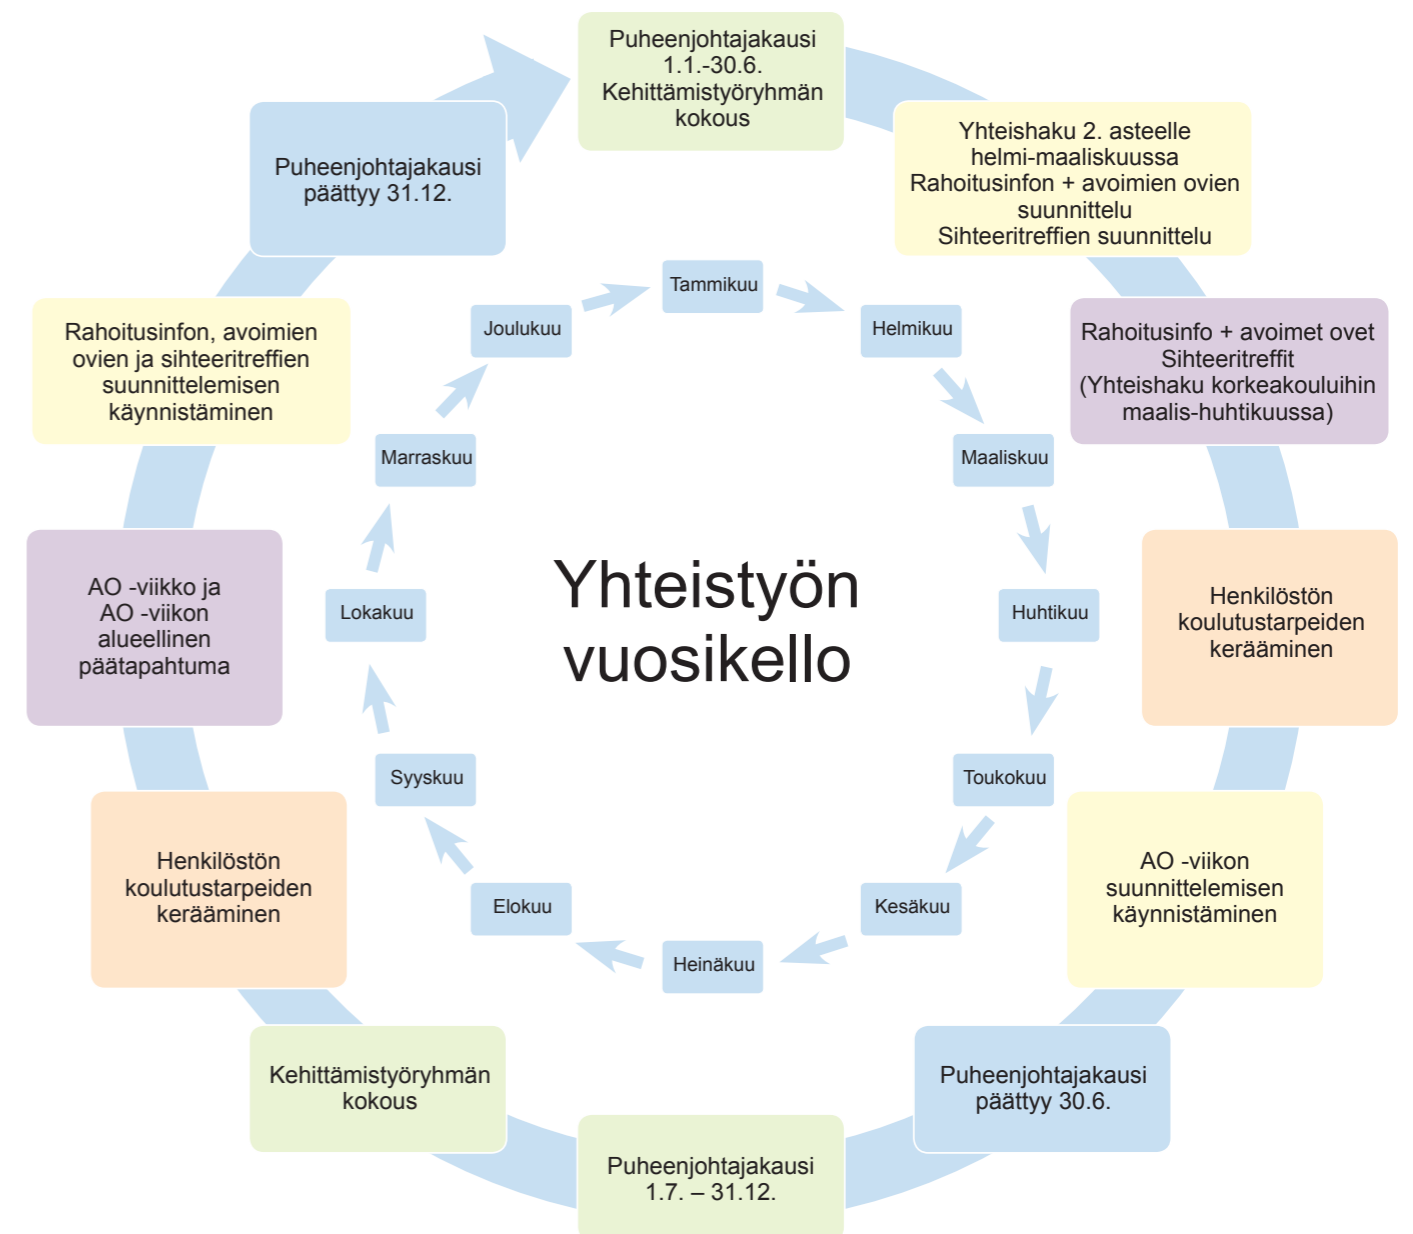 Puheenjohtajakausi
1.1.-30.6.
Kehittämistyöryhmän
kokous
Yhteishaku 2. asteelle
helmi-maaliskuussa
Rahoitusinfon + avoimien ovien
suunnittelu
Sihteeritreffien suunnittelu
Rahoitusinfo + avoimet ovet
Sihteeritreffit
(Yhteishaku korkeakouluihin
maalis-huhtikuussa)
Henkilöstön
koulutustarpeiden
kerääminen
AO -viikon
suunnittelemisen
käynnistäminen
Puheenjohtajakausi
päättyy 30.6.
Puheenjohtajakausi
1.7. – 31.12.
Kehittämistyöryhmän
kokous
Henkilöstön
koulutustarpeiden
kerääminen
AO -viikko ja
AO -viikon
alueellinen
päätapahtuma
Rahoitusinfon, avoimien
ovien ja sihteeritreffien
suunnittelemisen
käynnistäminen
Puheenjohtajakausi
päättyy 31.12.
Tammikuu
Helmikuu
Maaliskuu
Huhtikuu
Toukokuu
Kesäkuu
Heinäkuu
Elokuu
Syyskuu
Lokakuu
Marraskuu
Joulukuu
Yhteistyön
vuosikello